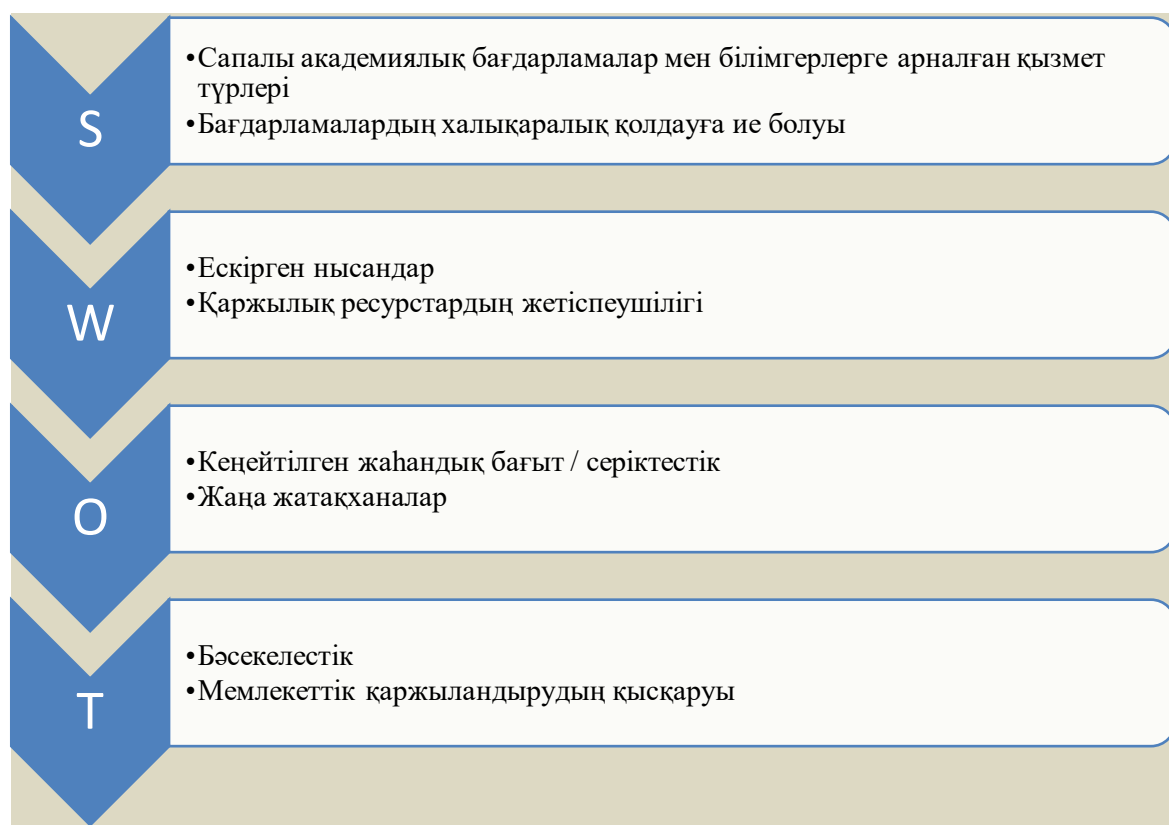 S
•Сапалы академиялық бағдарламалар мен білімгерлерге арналған қызмет
түрлері
•Бағдарламалардың халықаралық қолдауға ие болуы
W
•Ескірген нысандар
•Қаржылық ресурстардың жетіспеушілігі
O
•Кеңейтілген жаһандық бағыт / серіктестік
•Жаңа жатақханалар
T
•Бәсекелестік
•Мемлекеттік қаржыландырудың қысқаруы